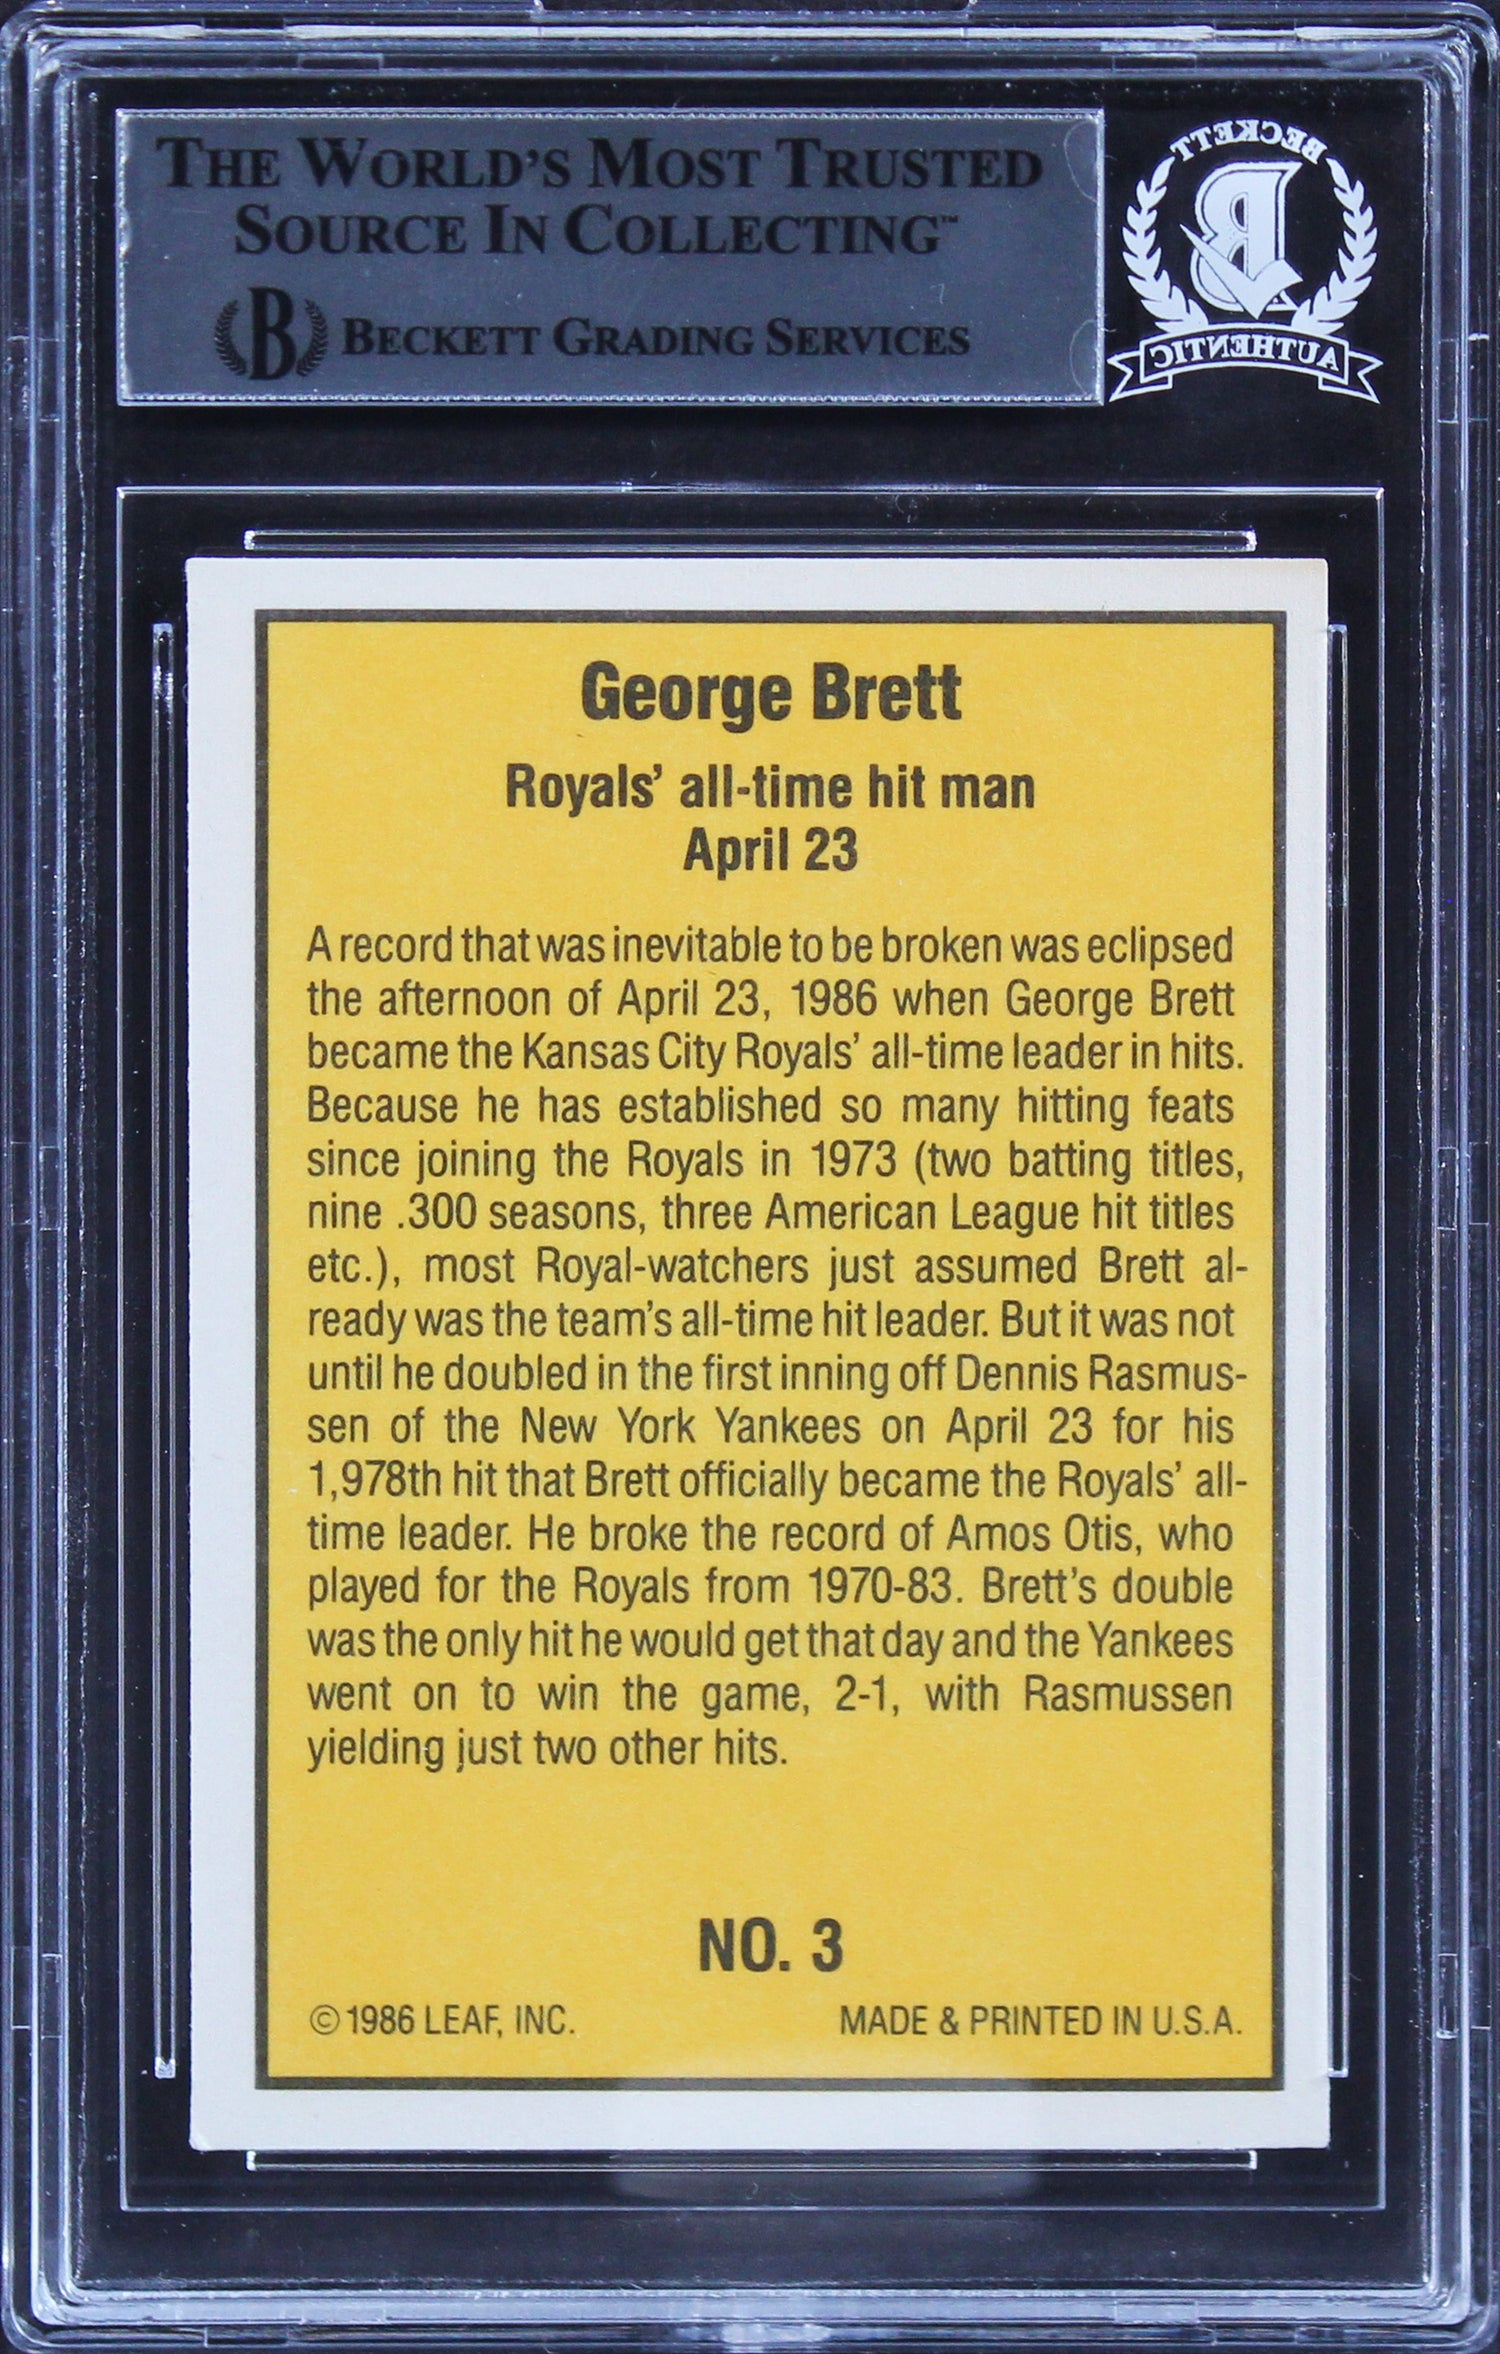 THE WORLD'S MOST TRUSTED
SOURCE IN COLLECTING™
B BECKETT GRADING SERVICES
BECKETT
B
AUTHENTIC
George Brett
Royals' all-time hit man
April 23
A record that was inevitable to be broken was eclipsed
the afternoon of April 23, 1986 when George Brett
became the Kansas City Royals' all-time leader in hits.
Because he has established so many hitting feats
since joining the Royals in 1973 (two batting titles,
nine .300 seasons, three American League hit titles
etc.), most Royal-watchers just assumed Brett al-
ready was the team's all-time hit leader. But it was not
until he doubled in the first inning off Dennis Rasmus-
sen of the New York Yankees on April 23 for his
1,978th hit that Brett officially became the Royals' all-
time leader. He broke the record of Amos Otis, who
played for the Royals from 1970-83. Brett's double
was the only hit he would get that day and the Yankees
went on to win the game, 2-1, with Rasmussen
yielding just two other hits.
NO. 3
©1986 LEAF, INC. MADE & PRINTED IN U.S.A.